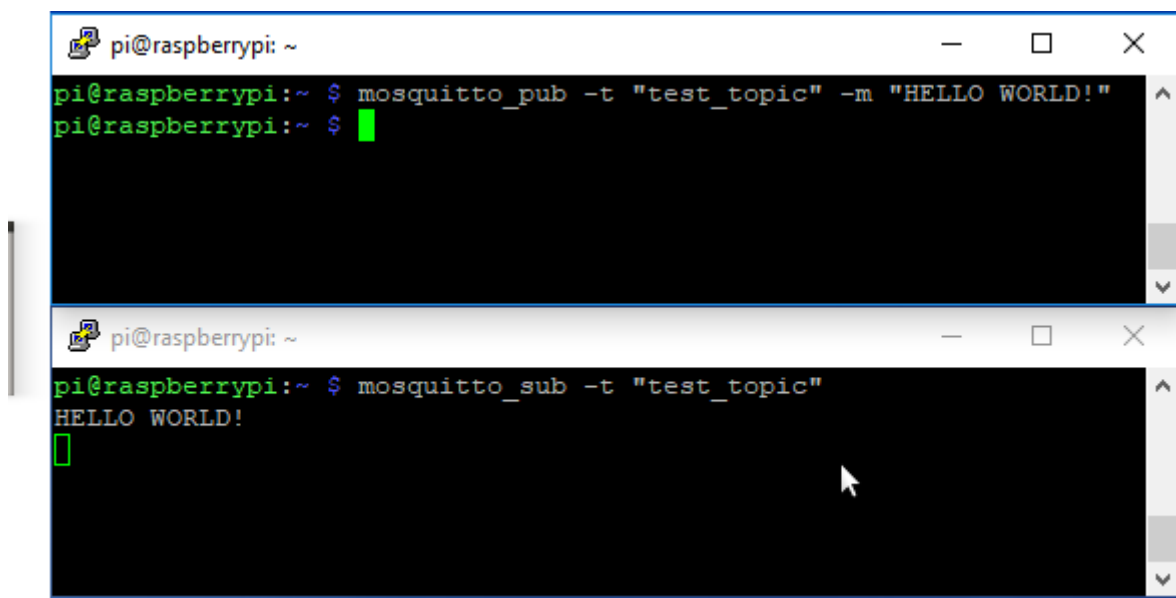 pi@raspberrypi: ~
pi@raspberrypi:~ $ mosquitto_pub -t "test_topic" -m "HELLO WORLD!"
pi@raspberrypi:~ $
pi@raspberrypi: ~
pi@raspberrypi:~ $ mosquitto_sub -t "test_topic"
HELLO WORLD!